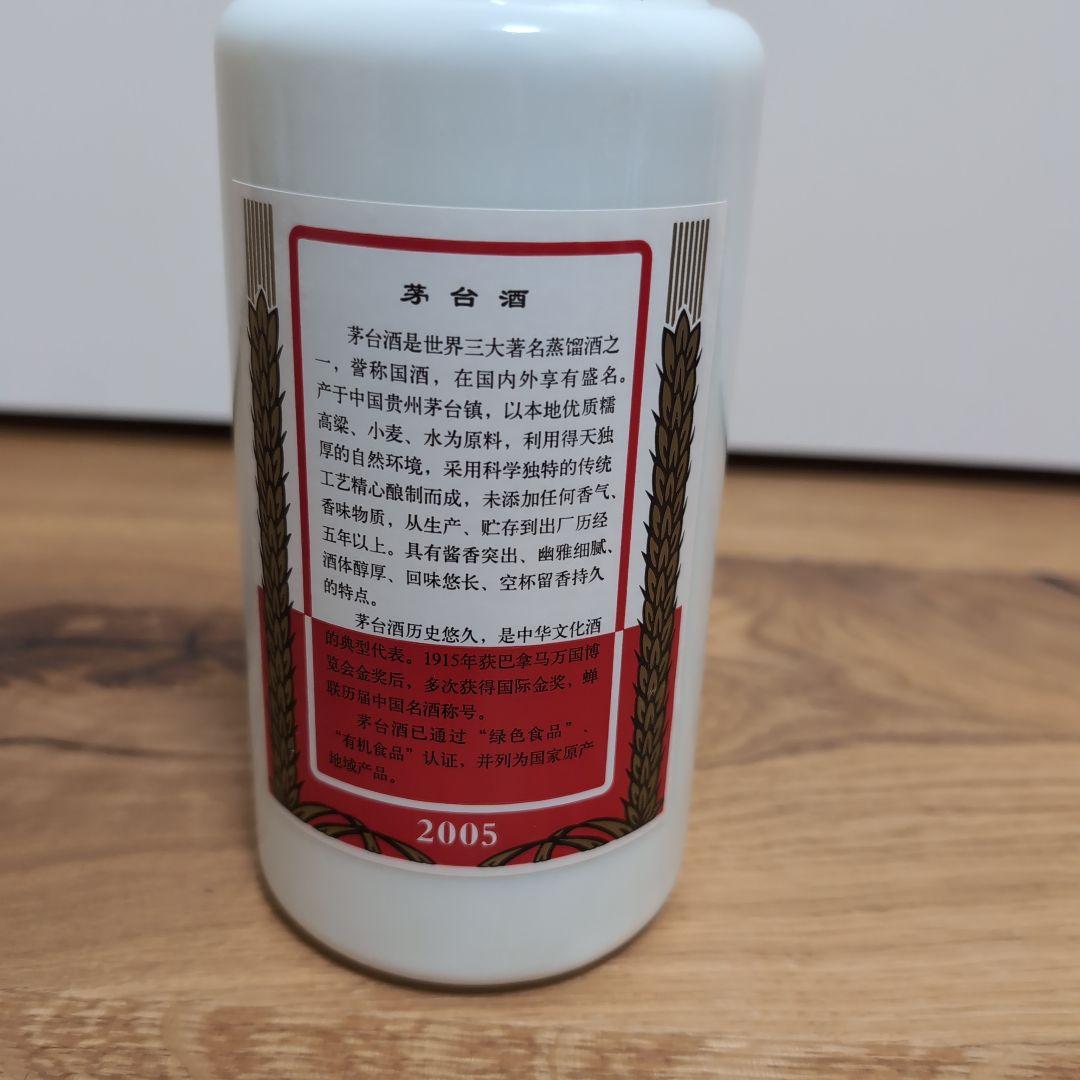 茅台酒
茅台酒是世界三大著名蒸馏酒之
一，誉称国酒，在国内外享有盛名。
产于中国贵州茅台镇，以本地优质糯
高粱、小麦、水为原料，利用得天独
厚的自然环境，采用科学独特的传统
工艺精心酿制而成，未添加任何香气、
香味物质，从生产、贮存到出厂历经
五年以上。具有酱香突出、幽雅细腻、
酒体醇厚、回味悠长、空杯留香持久
的特点。
茅台酒历史悠久，是中华文化酒
的典型代表。1915年获巴拿马万国博
览会金奖后，多次获得国际金奖，蝉
联历届中国名酒称号。
茅台酒已通过“绿色食品”、
“有机食品”认证，并列为国家原产
地域产品。
2005